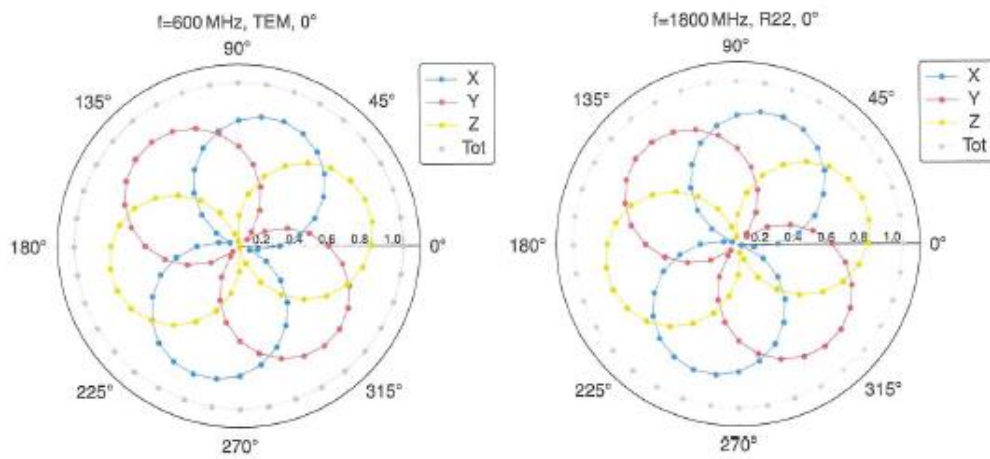 f=600 MHz, TEM, 0°
90°
135°
45°
180°
0.2 0.4 0.6 0.8 1.0
0°
225°
315°
270°
X
Y
Z
Tot
f=1800 MHz, R22, 0°
90°
135°
45°
180°
0.2 0.4 0.6 0.8 1.0
0°
225°
315°
270°
X
Y
Z
Tot